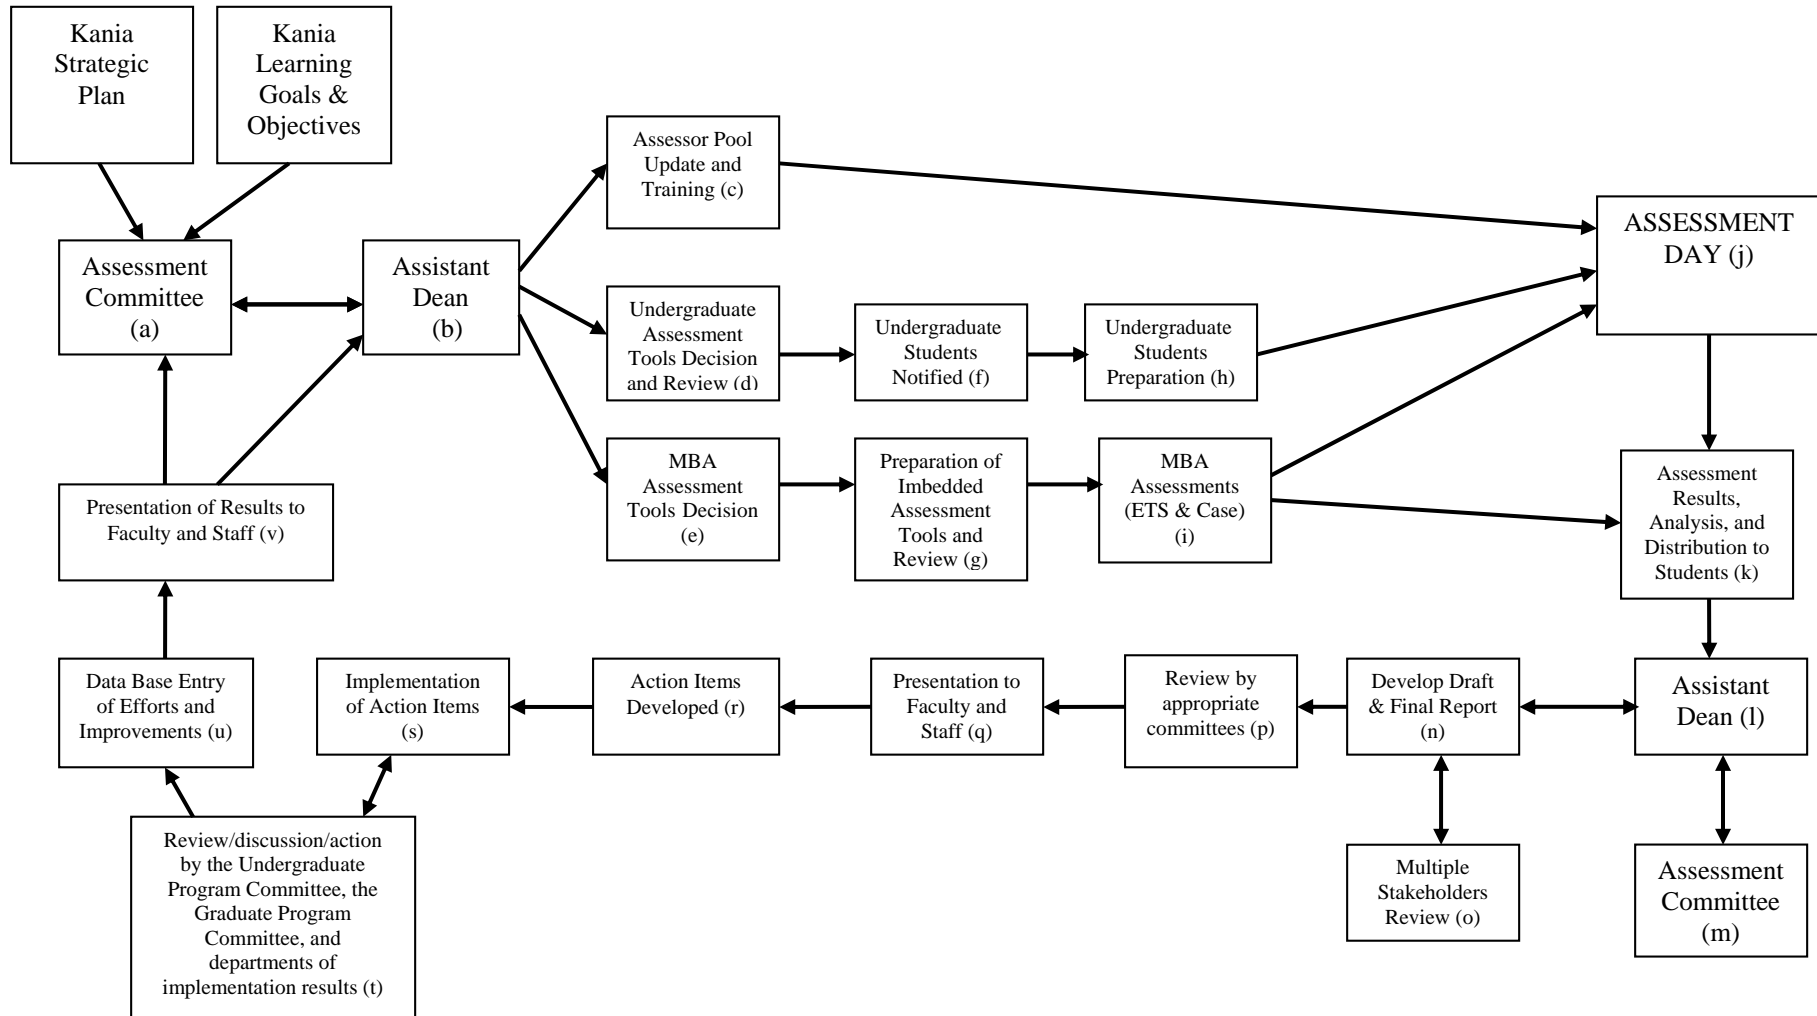 Kania
Strategic
Plan
Kania
Learning
Goals &
Objectives
Assessment
Committee
(a)
Assistant
Dean
(b)
Assessor Pool
Update and
Training (c)
Undergraduate
Assessment
Tools Decision
and Review (d)
Undergraduate
Students
Notified (f)
Undergraduate
Students
Preparation (h)
ASSESSMENT
DAY (j)
MBA
Assessment
Tools Decision
(e)
Preparation of
Imbedded
Assessment
Tools and
Review (g)
MBA
Assessments
(ETS & Case)
(i)
Assessment
Results,
Analysis, and
Distribution to
Students (k)
Presentation of Results to
Faculty and Staff (v)
Data Base Entry
of Efforts and
Improvements (u)
Implementation
of Action Items
(s)
Action Items
Developed (r)
Presentation to
Faculty and
Staff (q)
Review by
appropriate
committees (p)
Develop Draft
& Final Report
(n)
Assistant
Dean (l)
Review/discussion/action
by the Undergraduate
Program Committee, the
Graduate Program
Committee, and
departments of
implementation results (t)
Multiple
Stakeholders
Review (o)
Assessment
Committee
(m)